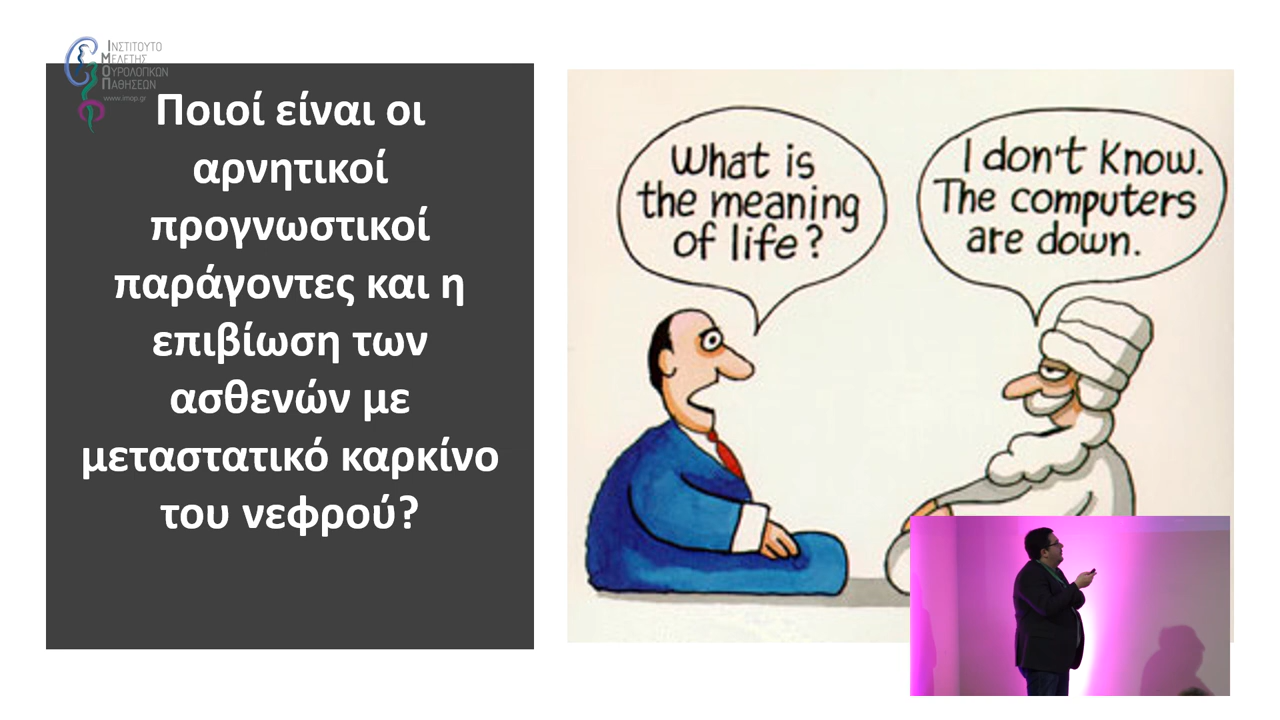 ΙΝΣΤΙΤΟΥΤΟ
ΜΕΛΕΤΗΣ
ΟΥΡΟΛΟΓΙΚΩΝ
ΠΑΘΗΣΕΩΝ
www.imop.gr
Ποιοί είναι οι
αρνητικοί
προγνωστικοί
παράγοντες και η
επιβίωση των
ασθενών με
μεταστατικό καρκίνο
του νεφρού?
What is
the meaning
of life?
I don't know.
The computers
are down.